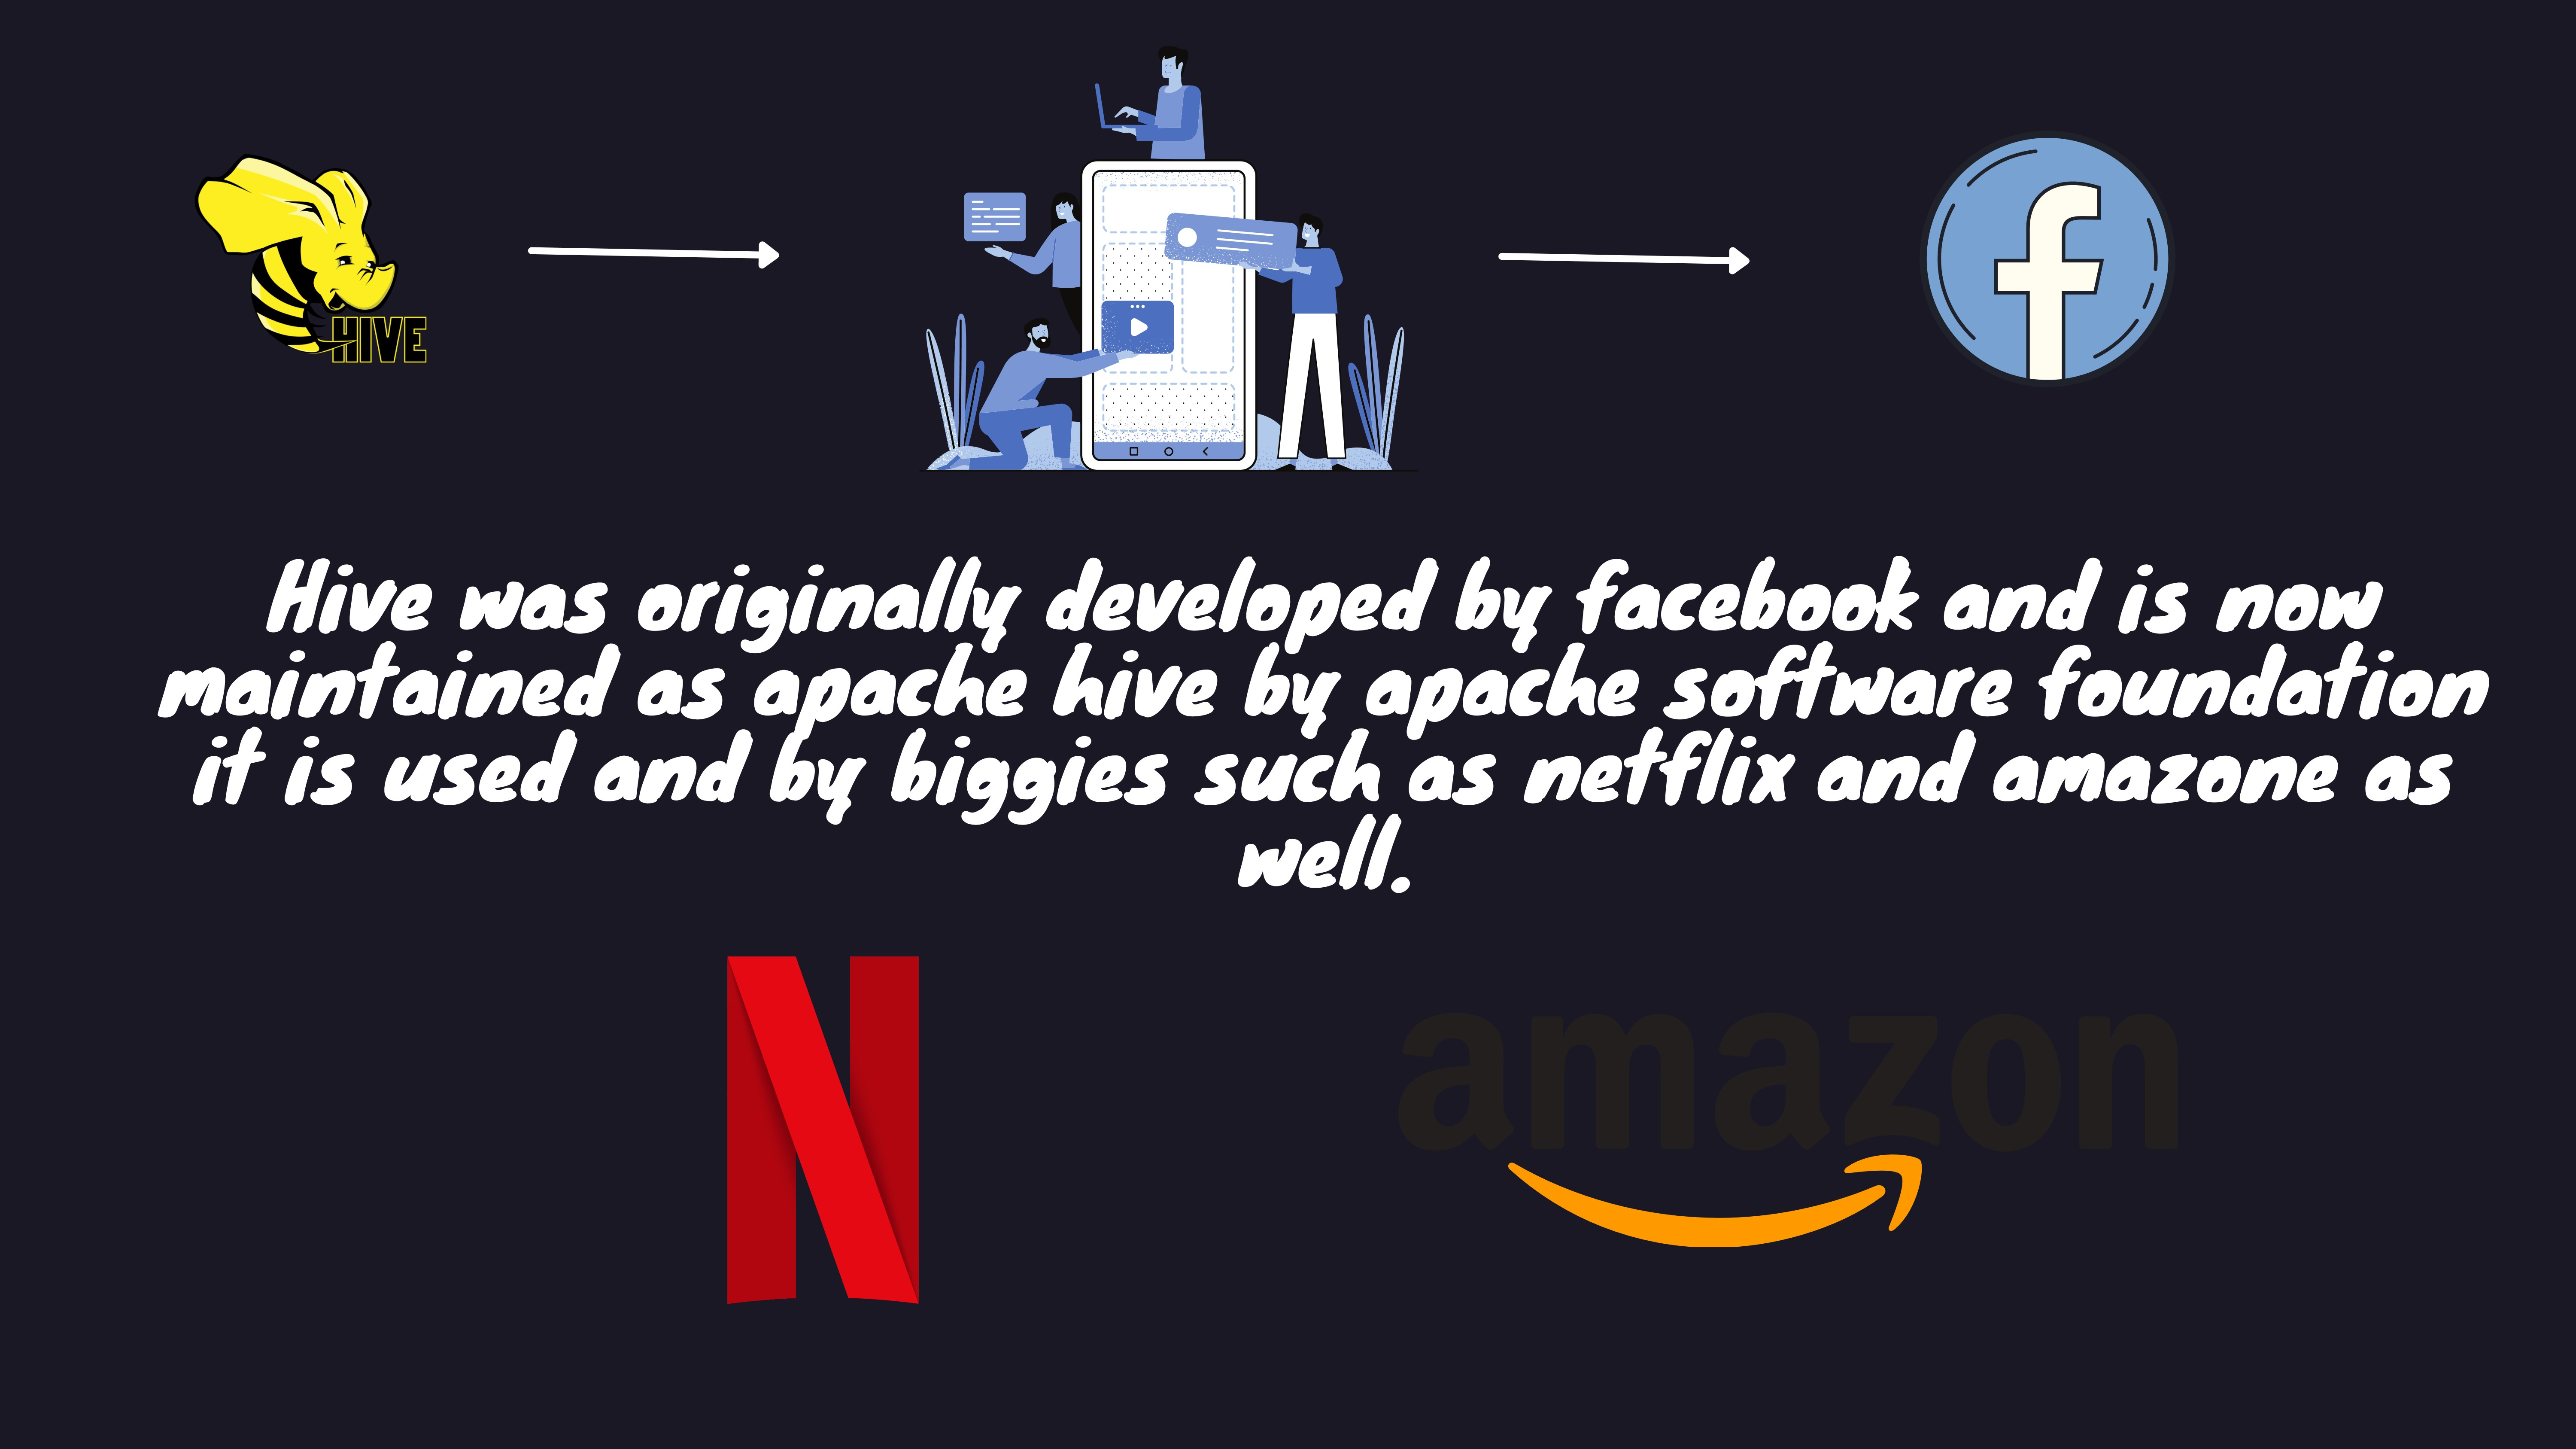 HIVE
Hive was originally developed by facebook and is now
maintained as apache hive by apache software foundation
it is used and by biggies such as netflix and amazone as
well.
amazon